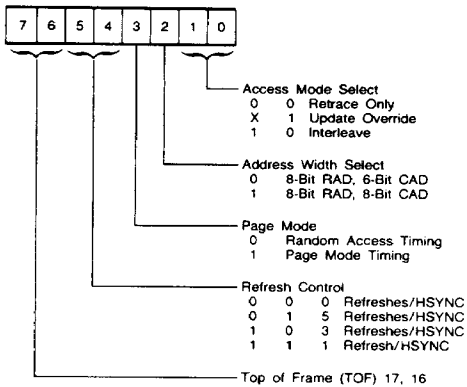 7 6 5 4 3 2 1 0
Access Mode Select
0 0 Retrace Only
X 1 Update Override
1 0 Interleave
Address Width Select
0 8-Bit RAD, 6-Bit CAD
1 8-Bit RAD, 8-Bit CAD
Page Mode
0 Random Access Timing
1 Page Mode Timing
Refresh Control
0 0 0 Refreshes/HSYNC
0 1 5 Refreshes/HSYNC
1 0 3 Refreshes/HSYNC
1 1 1 Refresh/HSYNC
Top of Frame (TOF) 17, 16